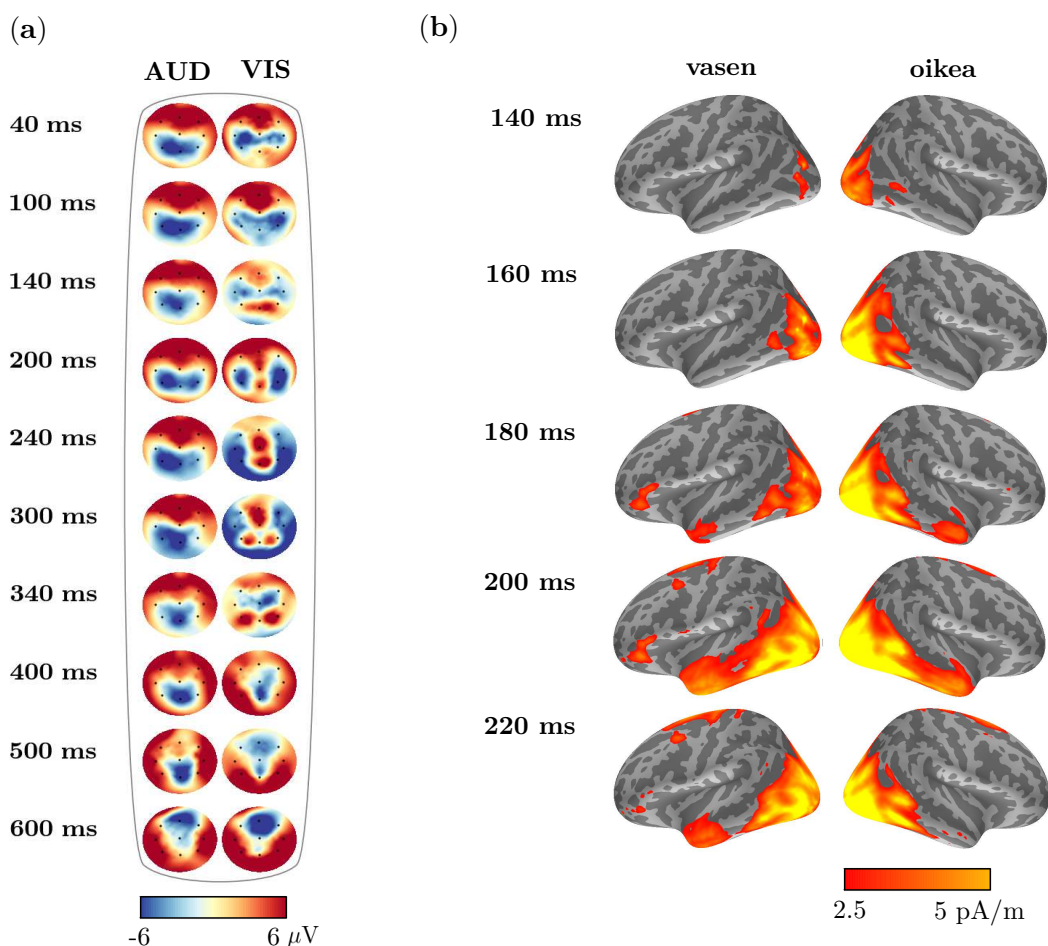 (a)
AUD VIS
40 ms
100 ms
140 ms
200 ms
240 ms
300 ms
340 ms
400 ms
500 ms
600 ms
-6 6 μV
(b)
vasen oikea
140 ms
160 ms
180 ms
200 ms
220 ms
2.5 5 pA/m